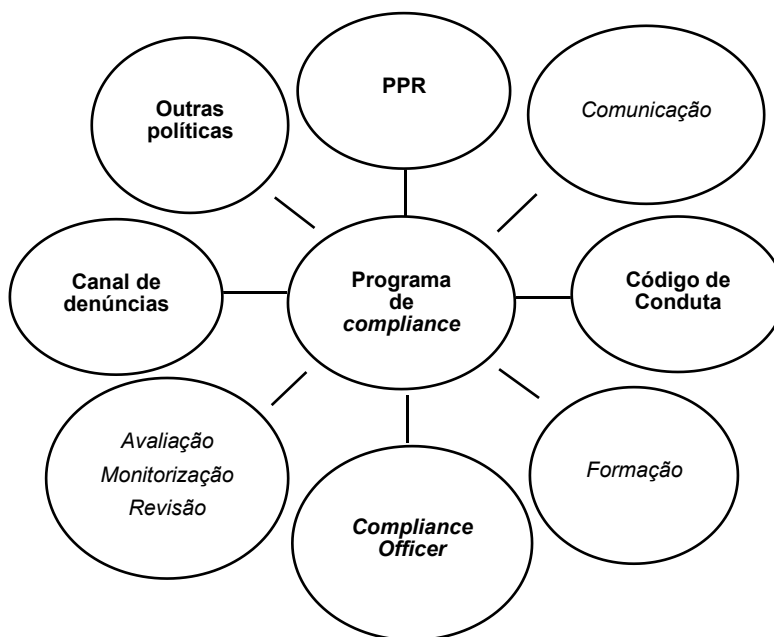 PPR
Outras
políticas
Comunicação
Canal de
denúncias
Programa
de
compliance
Código de
Conduta
Avaliação
Monitorização
Revisão
Formação
Compliance
Officer